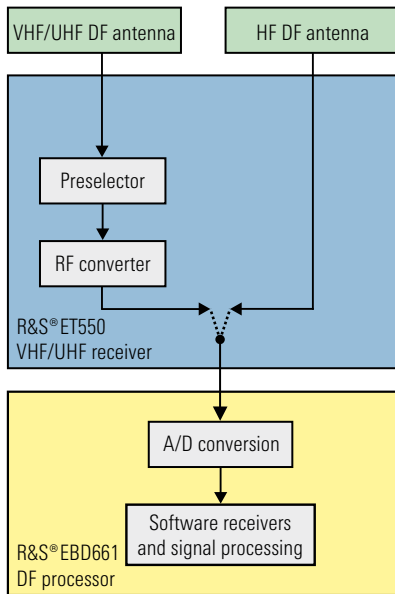 VHF/UHF DF antenna
HF DF antenna
Preselector
RF converter
R&S®ET550
VHF/UHF receiver
A/D conversion
Software receivers
and signal processing
R&S®EBD661
DF processor